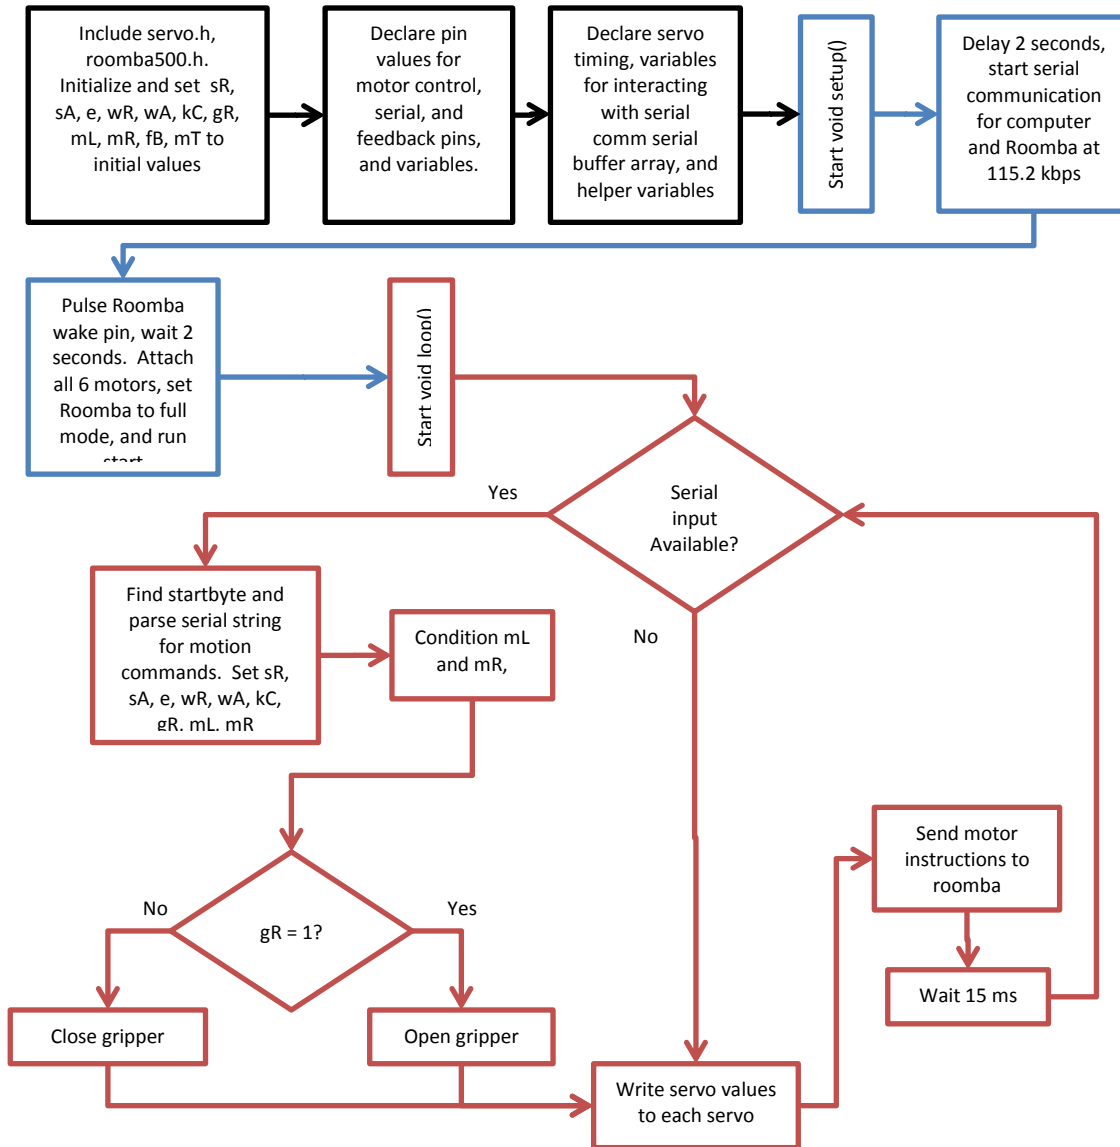 Include servo.h,
roomba500.h.
Initialize and set sR,
sA, e, wR, wA, kC, gR,
mL, mR, fB, mT to
initial values
Declare pin
values for
motor control,
serial, and
feedback pins,
and variables.
Declare servo
timing, variables
for interacting
with serial
comm serial
buffer array, and
helper variables
Start void setup()
Delay 2 seconds,
start serial
communication
for computer
and Roomba at
115.2 kbps
Pulse Roomba
wake pin, wait 2
seconds. Attach
all 6 motors, set
Roomba to full
mode, and run
start
Start void loop()
Serial
input
Available?
Yes
No
Find startbyte and
parse serial string
for motion
commands. Set sR,
sA, e, wR, wA, kC,
gR, mL, mR
Condition mL
and mR,
gR = 1?
No
Yes
Close gripper
Open gripper
Write servo values
to each servo
Send motor
instructions to
roomba
Wait 15 ms